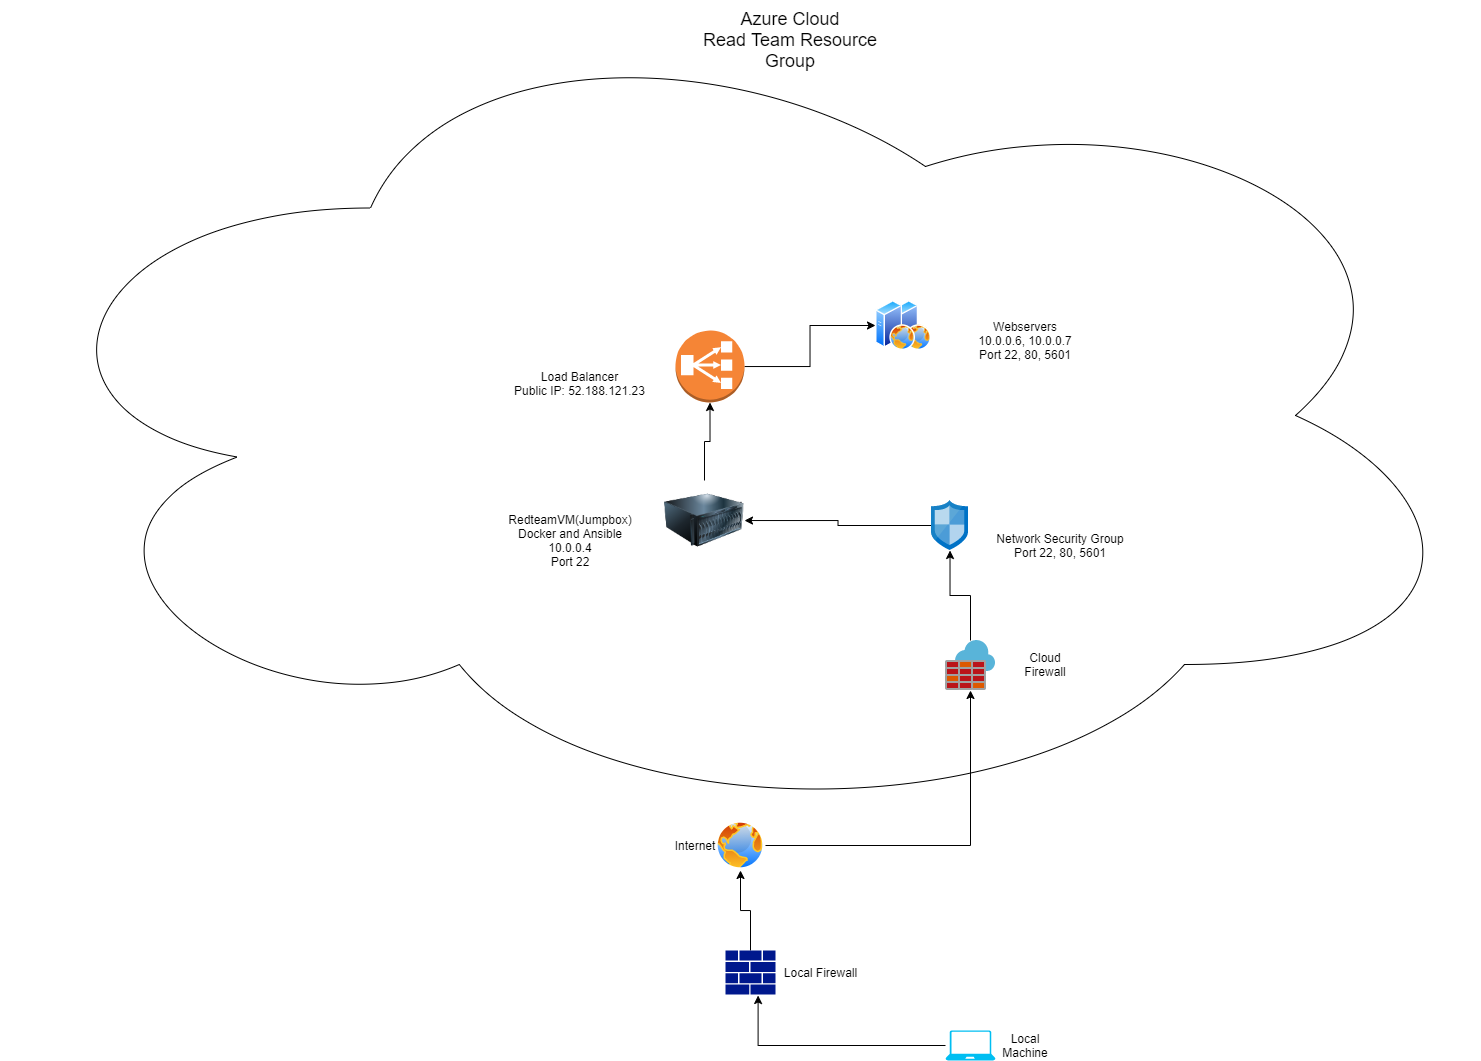 Azure Cloud
Read Team Resource
Group
Webservers
10.0.0.6, 10.0.0.7
Port 22, 80, 5601
Load Balancer
Public IP: 52.188.121.23
RedteamVM(Jumpbox)
Docker and Ansible
10.0.0.4
Port 22
Network Security Group
Port 22, 80, 5601
Cloud
Firewall
Internet
Local Firewall
Local
Machine